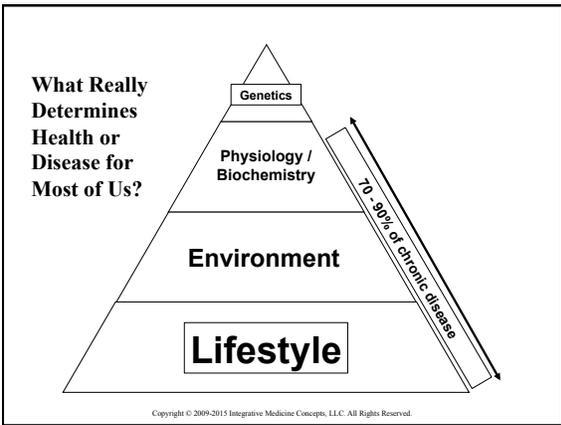 What Really
Determines
Health or
Disease for
Most of Us?
Genetics
Physiology /
Biochemistry
70 - 90% of chronic disease
Environment
Lifestyle
Copyright © 2009-2015 Integrative Medicine Concepts, LLC. All Rights Reserved.